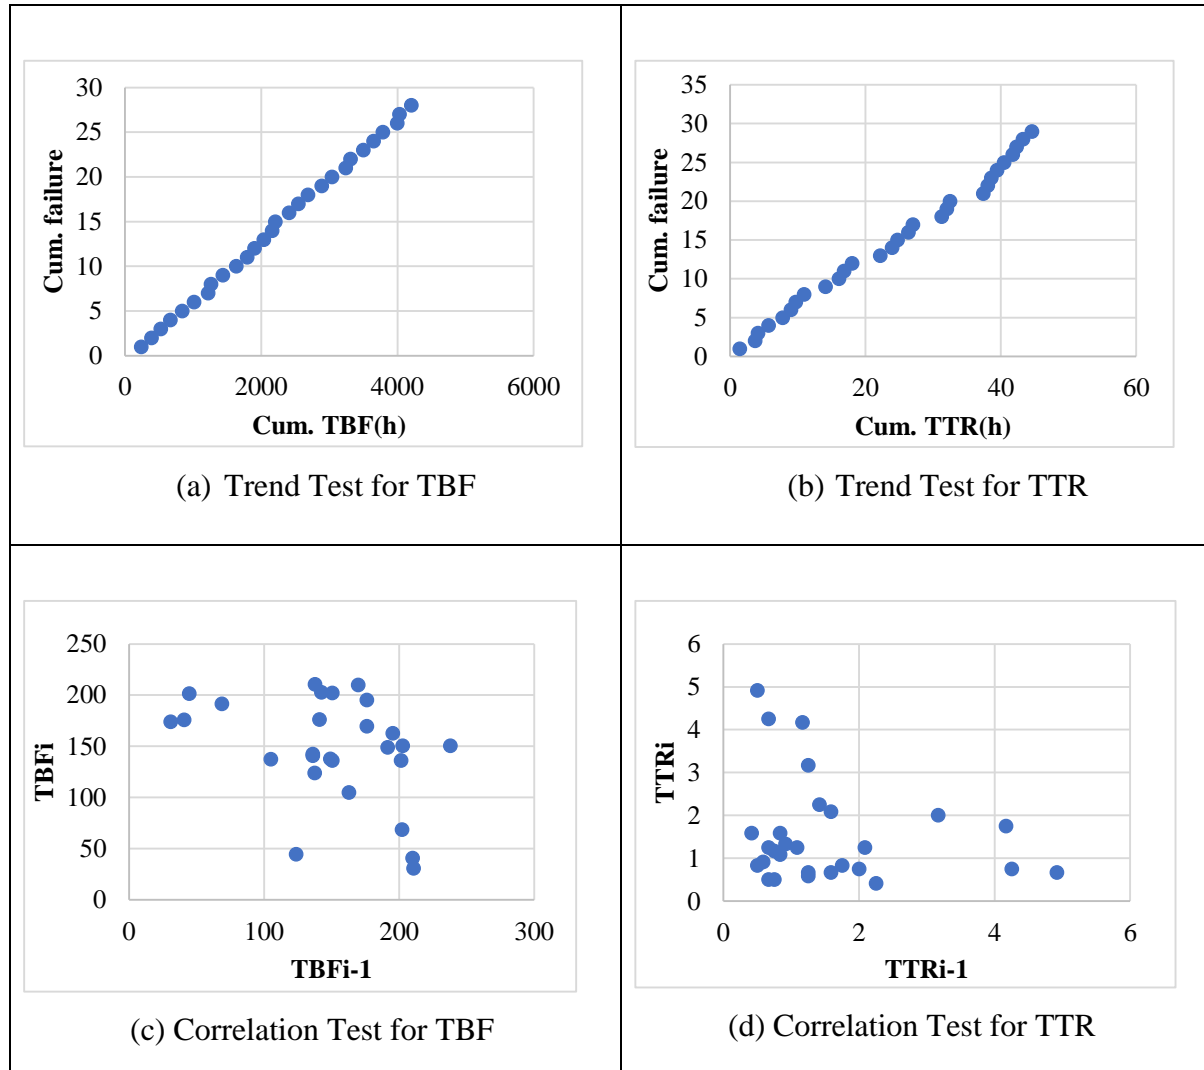 30
25
20
15
10
5
0
Cum. failure
0 2000 4000 6000
Cum. TBF(h)
(a) Trend Test for TBF
35
30
25
20
15
10
5
0
Cum. failure
0 20 40 60
Cum. TTR(h)
(b) Trend Test for TTR
250
200
150
100
50
0
TBFi
0 100 200 300
TBFi-1
(c) Correlation Test for TBF
6
5
4
3
2
1
0
TTRi
0 2 4 6
TTRi-1
(d) Correlation Test for TTR